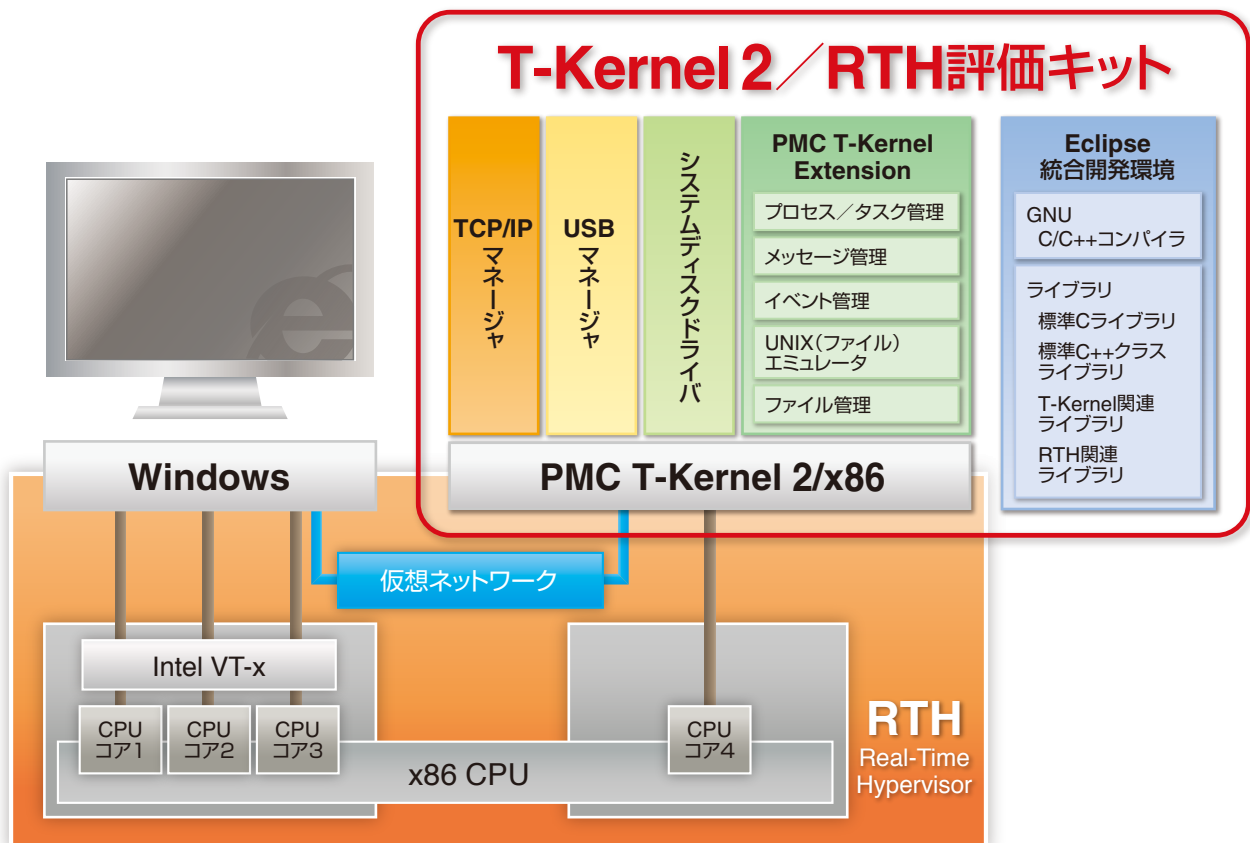 T-Kernel 2／RTH評価キット
TCP/IP
マネージャ
USB
マネージャ
システムディスクドライバ
PMC T-Kernel
Extension
プロセス／タスク管理
メッセージ管理
イベント管理
UNIX（ファイル）
エミュレータ
ファイル管理
Eclipse
統合開発環境
GNU
C/C++コンパイラ
ライブラリ
標準Cライブラリ
標準C++クラス
ライブラリ
T-Kernel関連
ライブラリ
RTH関連
ライブラリ
Windows
PMC T-Kernel 2/x86
仮想ネットワーク
Intel VT-x
CPU
コア1
CPU
コア2
CPU
コア3
CPU
コア4
x86 CPU
RTH
Real-Time
Hypervisor